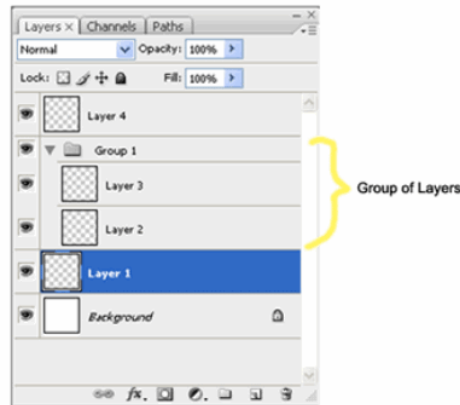 Layers × Channels Paths
Normal Opacity: 100%
Lock: Fill: 100%
Layer 4
Group 1
Layer 3
Group of Layers
Layer 2
Layer 1
Background
fx.